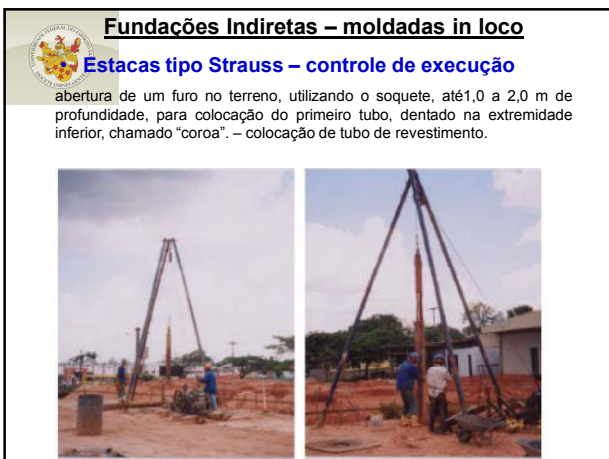 Fundações Indiretas – moldadas in loco
Estacas tipo Strauss – controle de execução
abertura de um furo no terreno, utilizando o soquete, até1,0 a 2,0 m de
profundidade, para colocação do primeiro tubo, dentado na extremidade
inferior, chamado “coroa”. – colocação de tubo de revestimento.